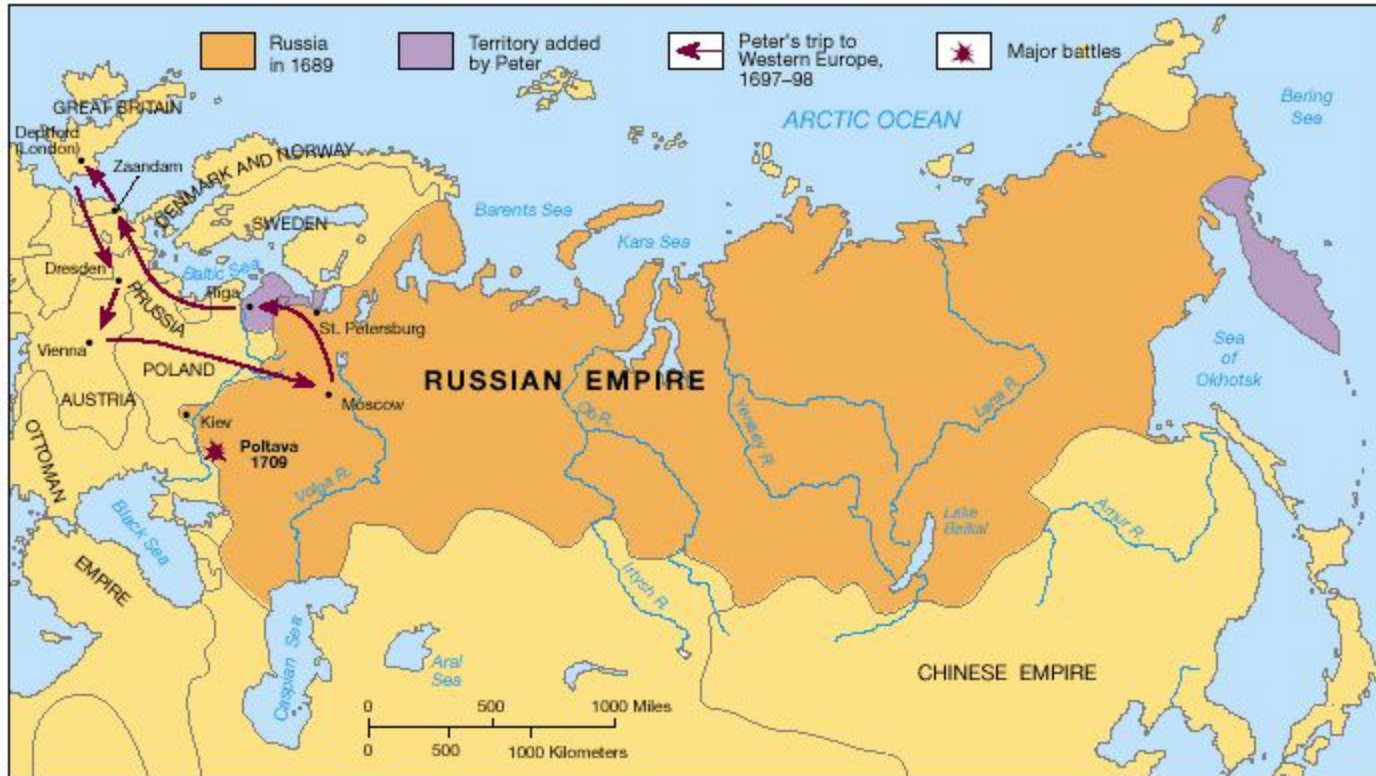 Russia
in 1689
Territory added
by Peter
Peter's trip to
Western Europe,
1697–98
Major battles
GREAT BRITAIN
Deptford
(London)
Zaandam
DENMARK AND NORWAY
SWEDEN
ARCTIC OCEAN
Bering
Sea
Barents Sea
Kara Sea
Dresden
Baltic Sea
Riga
PRUSSIA
St. Petersburg
Vienna
POLAND
RUSSIAN EMPIRE
Sea
of
Okhotsk
AUSTRIA
Moscow
Kiev
Ob R.
Yenisey R.
Lena R.
OTTOMAN
EMPIRE
Poltava
1709
Volga R.
Black Sea
Lake
Baikal
Amur R.
Irtysh R.
Caspian Sea
Aral
Sea
CHINESE EMPIRE
0 500 1000 Miles
0 500 1000 Kilometers